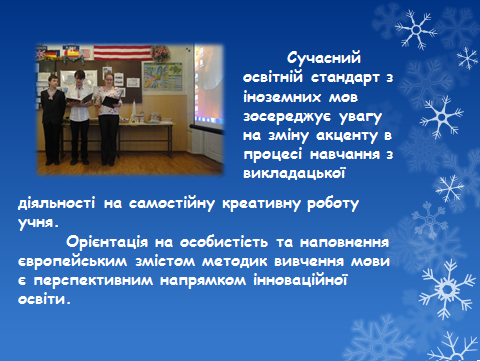 Сучасний
освітній стандарт з
іноземних мов
зосереджує увагу
на зміну акценту в
процесі навчання з
викладацької
діяльності на самостійну креативну роботу
учня.
Орієнтація на особистість та наповнення
європейським змістом методик вивчення мови
є перспективним напрямком інноваційної
освіти.